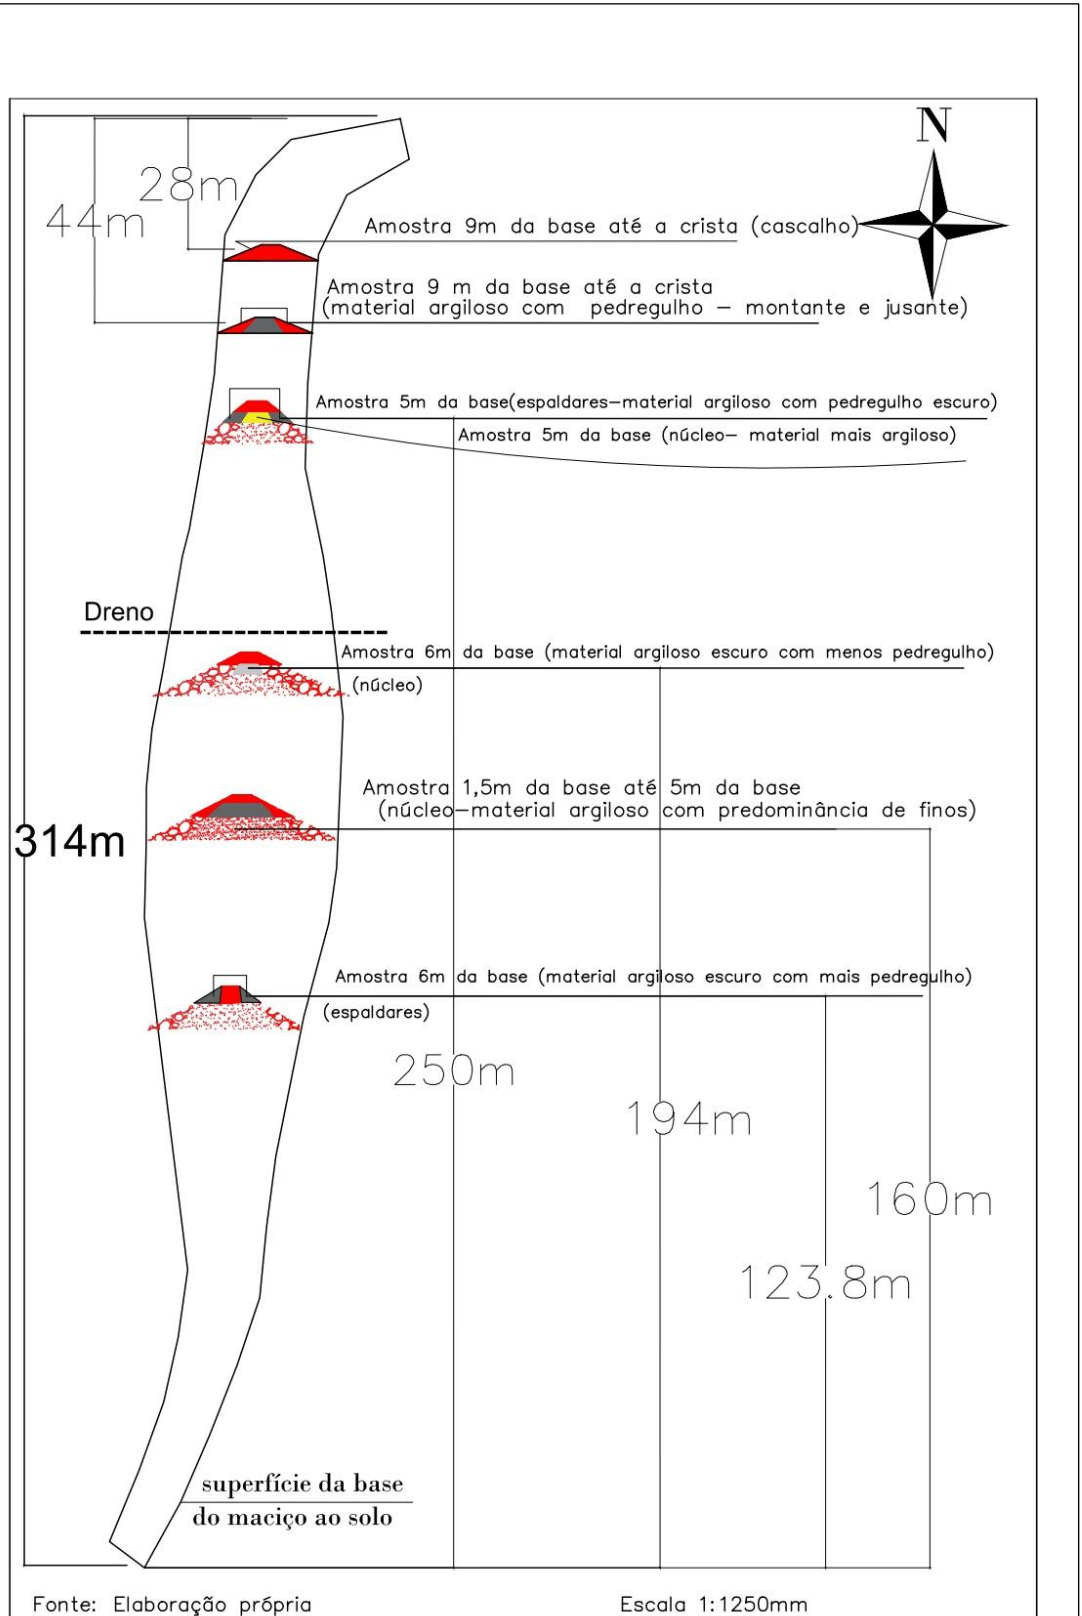 N
28m
44m
Amostra 9m da base até a crista (cascalho)
Amostra 9 m da base até a crista
(material argiloso com pedregulho – montante e jusante)
Amostra 5m da base(espaldares–material argiloso com pedregulho escuro)
Amostra 5m da base (núcleo– material mais argiloso)
Dreno
Amostra 6m da base (material argiloso escuro com menos pedregulho)
(núcleo)
Amostra 1,5m da base até 5m da base
(núcleo–material argiloso com predominância de finos)
314m
Amostra 6m da base (material argiloso escuro com mais pedregulho)
(espaldares)
250m
194m
160m
123.8m
superfície da base
do maciço ao solo
Fonte: Elaboração própria
Escala 1:1250mm